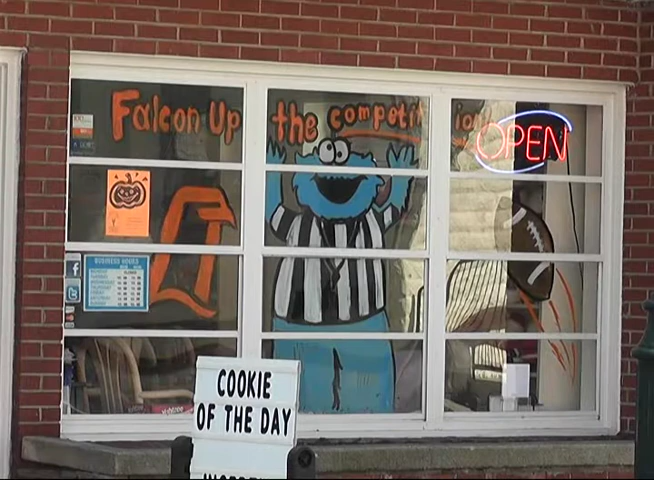 Falcon Up the competition
OPEN
BUSINESS HOURS
COOKIE
OF THE DAY